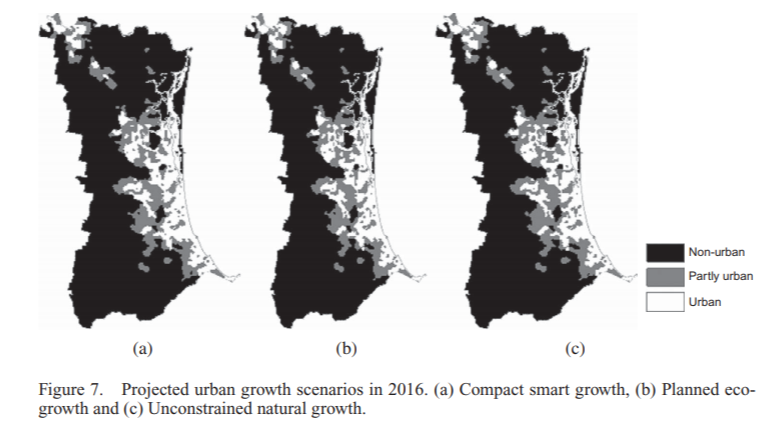 Non-urban
Partly urban
Urban
(a)
(b)
(c)
Figure 7. Projected urban growth scenarios in 2016. (a) Compact smart growth, (b) Planned eco-
growth and (c) Unconstrained natural growth.